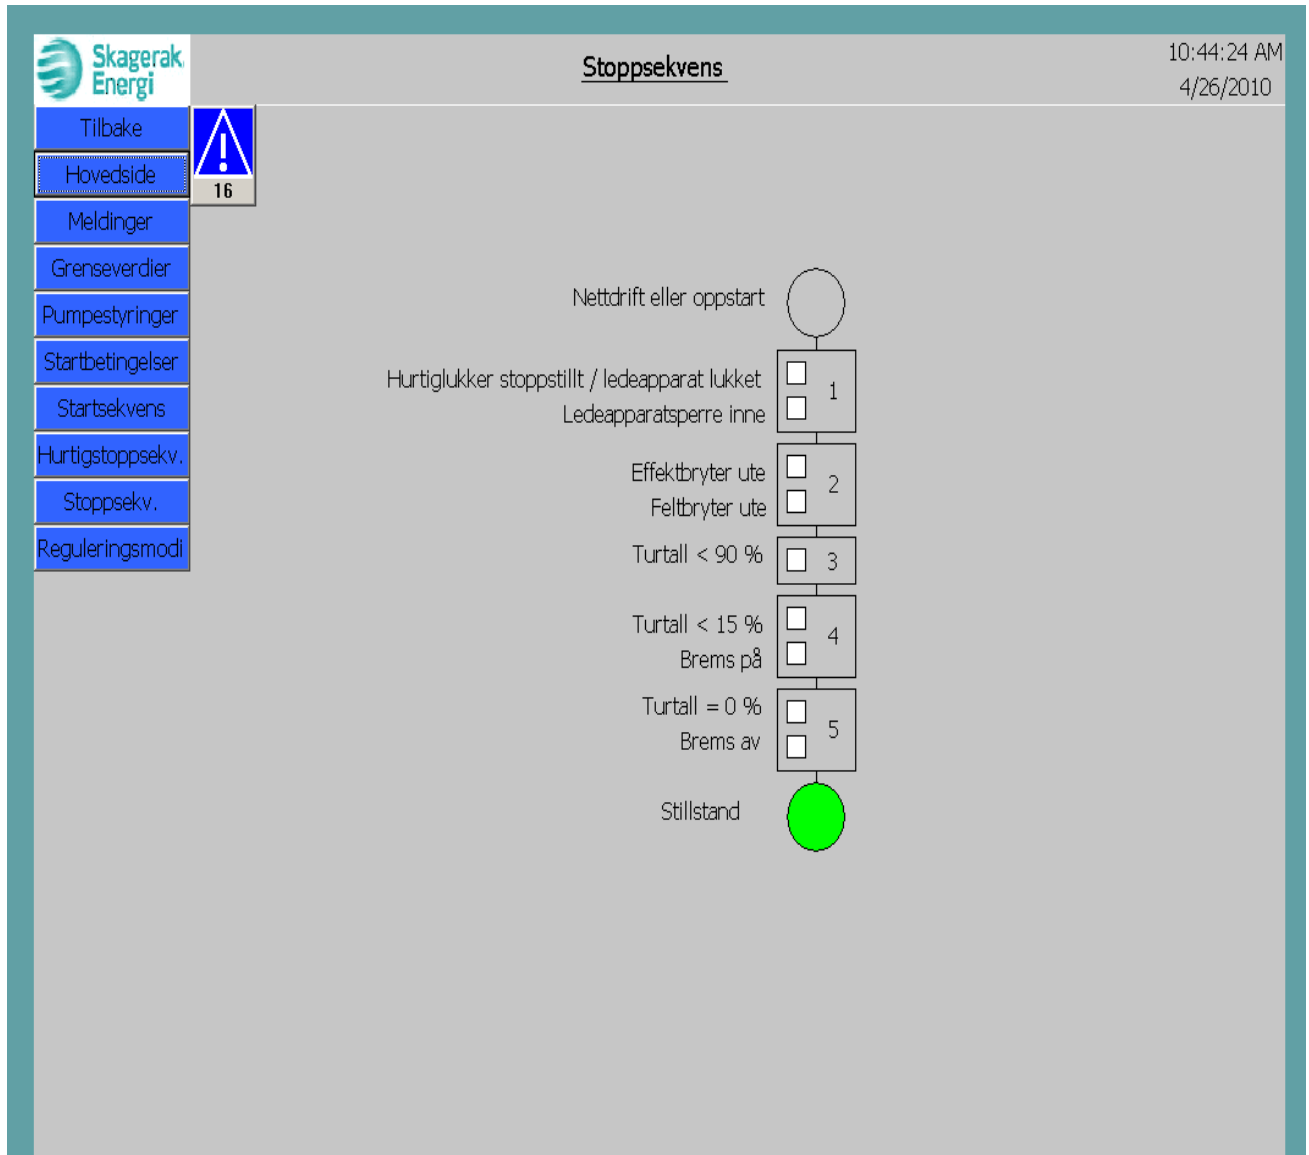 Skagerak
Energi
Stoppsekvens
10:44:24 AM
4/26/2010
Tilbake
Hovedside
Meldinger
Grenseverdier
Pumpestyringer
Startbetingelser
Startsekvens
Hurtigstoppsekv.
Stoppsekv.
Reguleringsmodi
16
Nettdrift eller oppstart
Hurtiglukker stoppstillt / ledeapparat lukket
Ledeapparatsperre inne
1
Effektbryter ute
Feltbryter ute
2
Turtall < 90 %
3
Turtall < 15 %
Brems på
4
Turtall = 0 %
Brems av
5
Stillstand